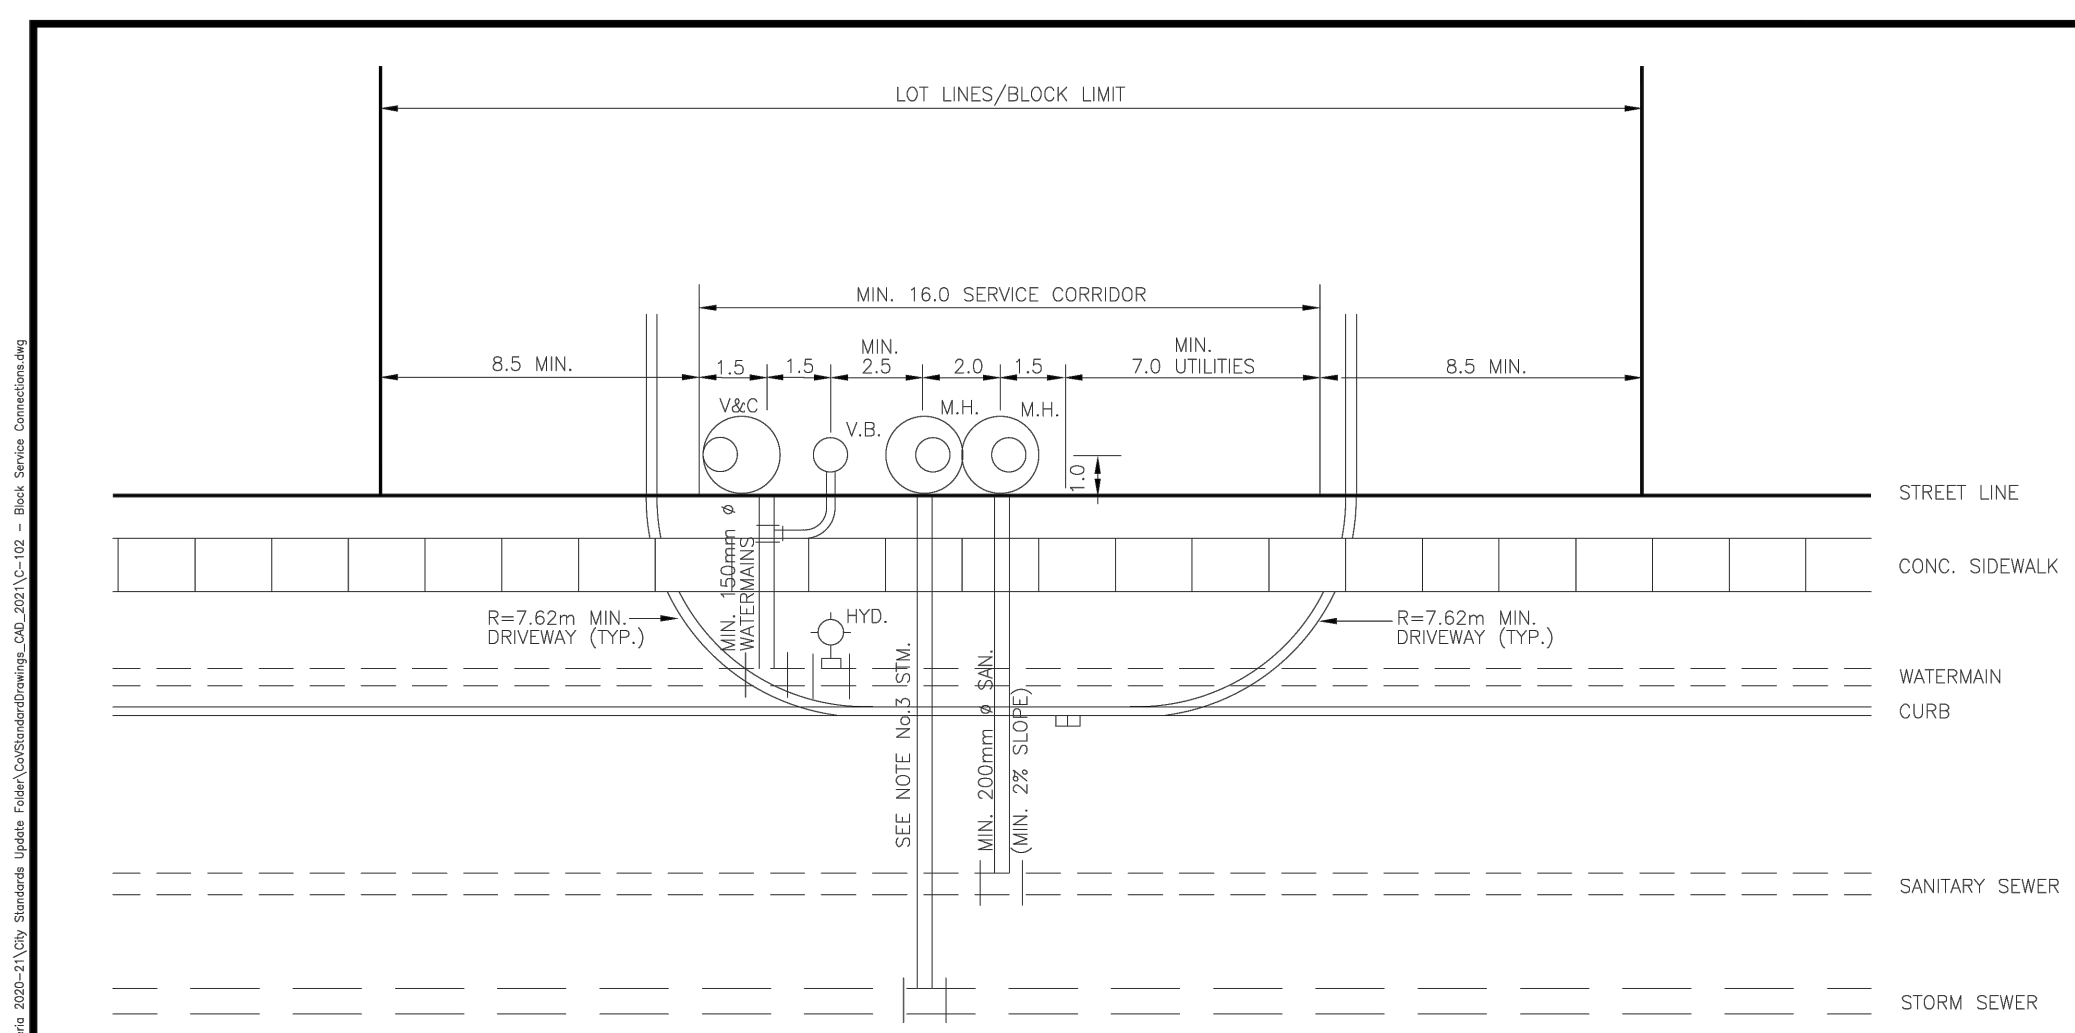 LOT LINES/BLOCK LIMIT
MIN. 16.0 SERVICE CORRIDOR
8.5 MIN.
1.5
1.5
MIN.
2.5
2.0
1.5
MIN.
7.0 UTILITIES
8.5 MIN.
V&C
V.B.
M.H.
M.H.
1.0
STREET LINE
MIN. 150mm ø
WATERMAINS
CONC. SIDEWALK
R=7.62m MIN.
DRIVEWAY (TYP.)
HYD.
R=7.62m MIN.
DRIVEWAY (TYP.)
WATERMAIN
CURB
SEE NOTE No.3 STM.
MIN. 200mm ø SAN.
(MIN. 2% SLOPE)
SANITARY SEWER
STORM SEWER
ria 2020-21\City Standards Update Folder\CoVStandardDrawings_CAD_2021\C-102 - Block Service Connections.dwg